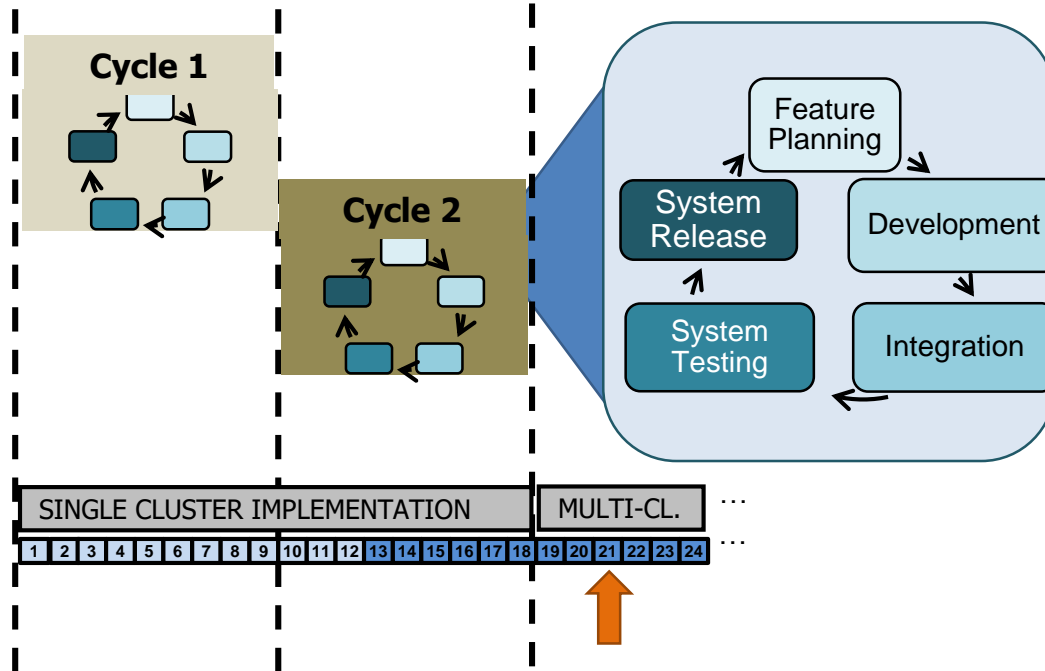 Cycle 1
Cycle 2
Feature
Planning
System
Release
Development
System
Testing
Integration
SINGLE CLUSTER IMPLEMENTATION MULTI-CL. ...
1 2 3 4 5 6 7 8 9 10 11 12 13 14 15 16 17 18 19 20 21 22 23 24 ...